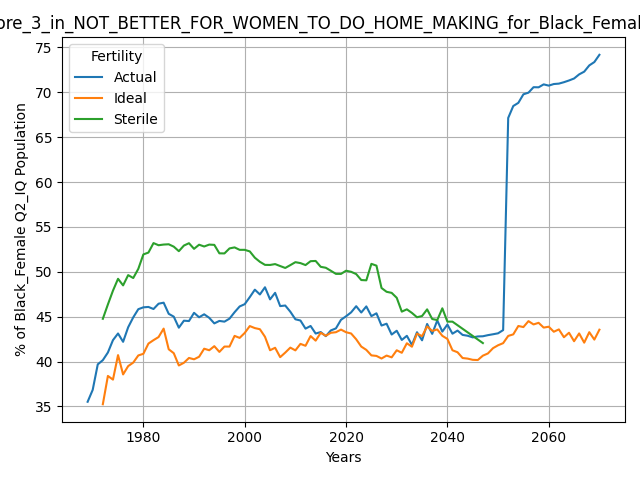 ore_3_in_NOT_BETTER_FOR_WOMEN_TO_DO_HOME_MAKING_for_Black_Femal
75
70
65
60
55
50
45
40
35
% of Black_Female Q2_IQ Population
Fertility
Actual
Ideal
Sterile
1980
2000
2020
2040
2060
Years